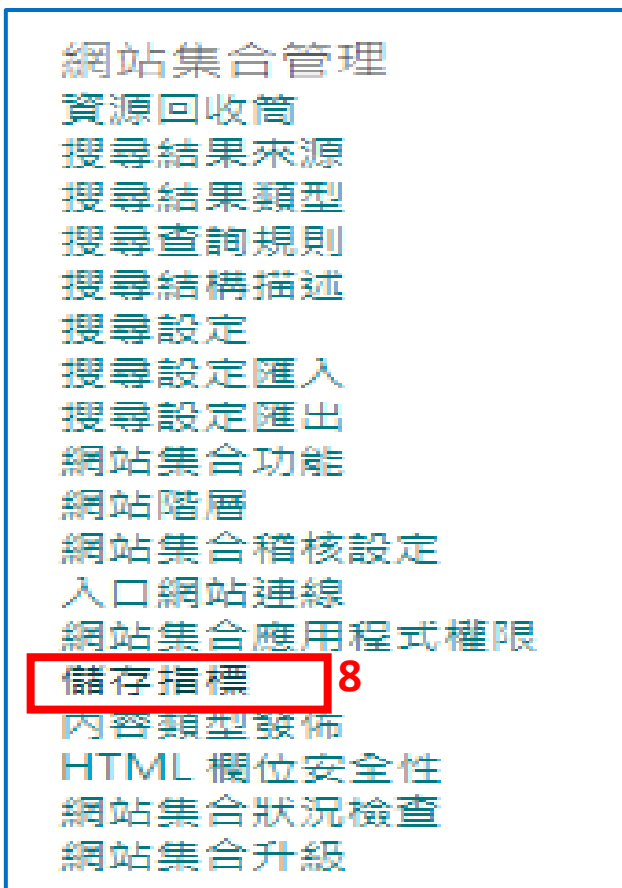 網站集合管理
資源回收筒
搜尋結果來源
搜尋結果類型
搜尋查詢規則
搜尋結構描述
搜尋設定
搜尋設定匯入
搜尋設定匯出
網站集合功能
網站階層
網站集合稽核設定
入口網站連線
網站集合應用程式權限
儲存指標 8
內容類型發佈
HTML 欄位安全性
網站集合狀況檢查
網站集合升級